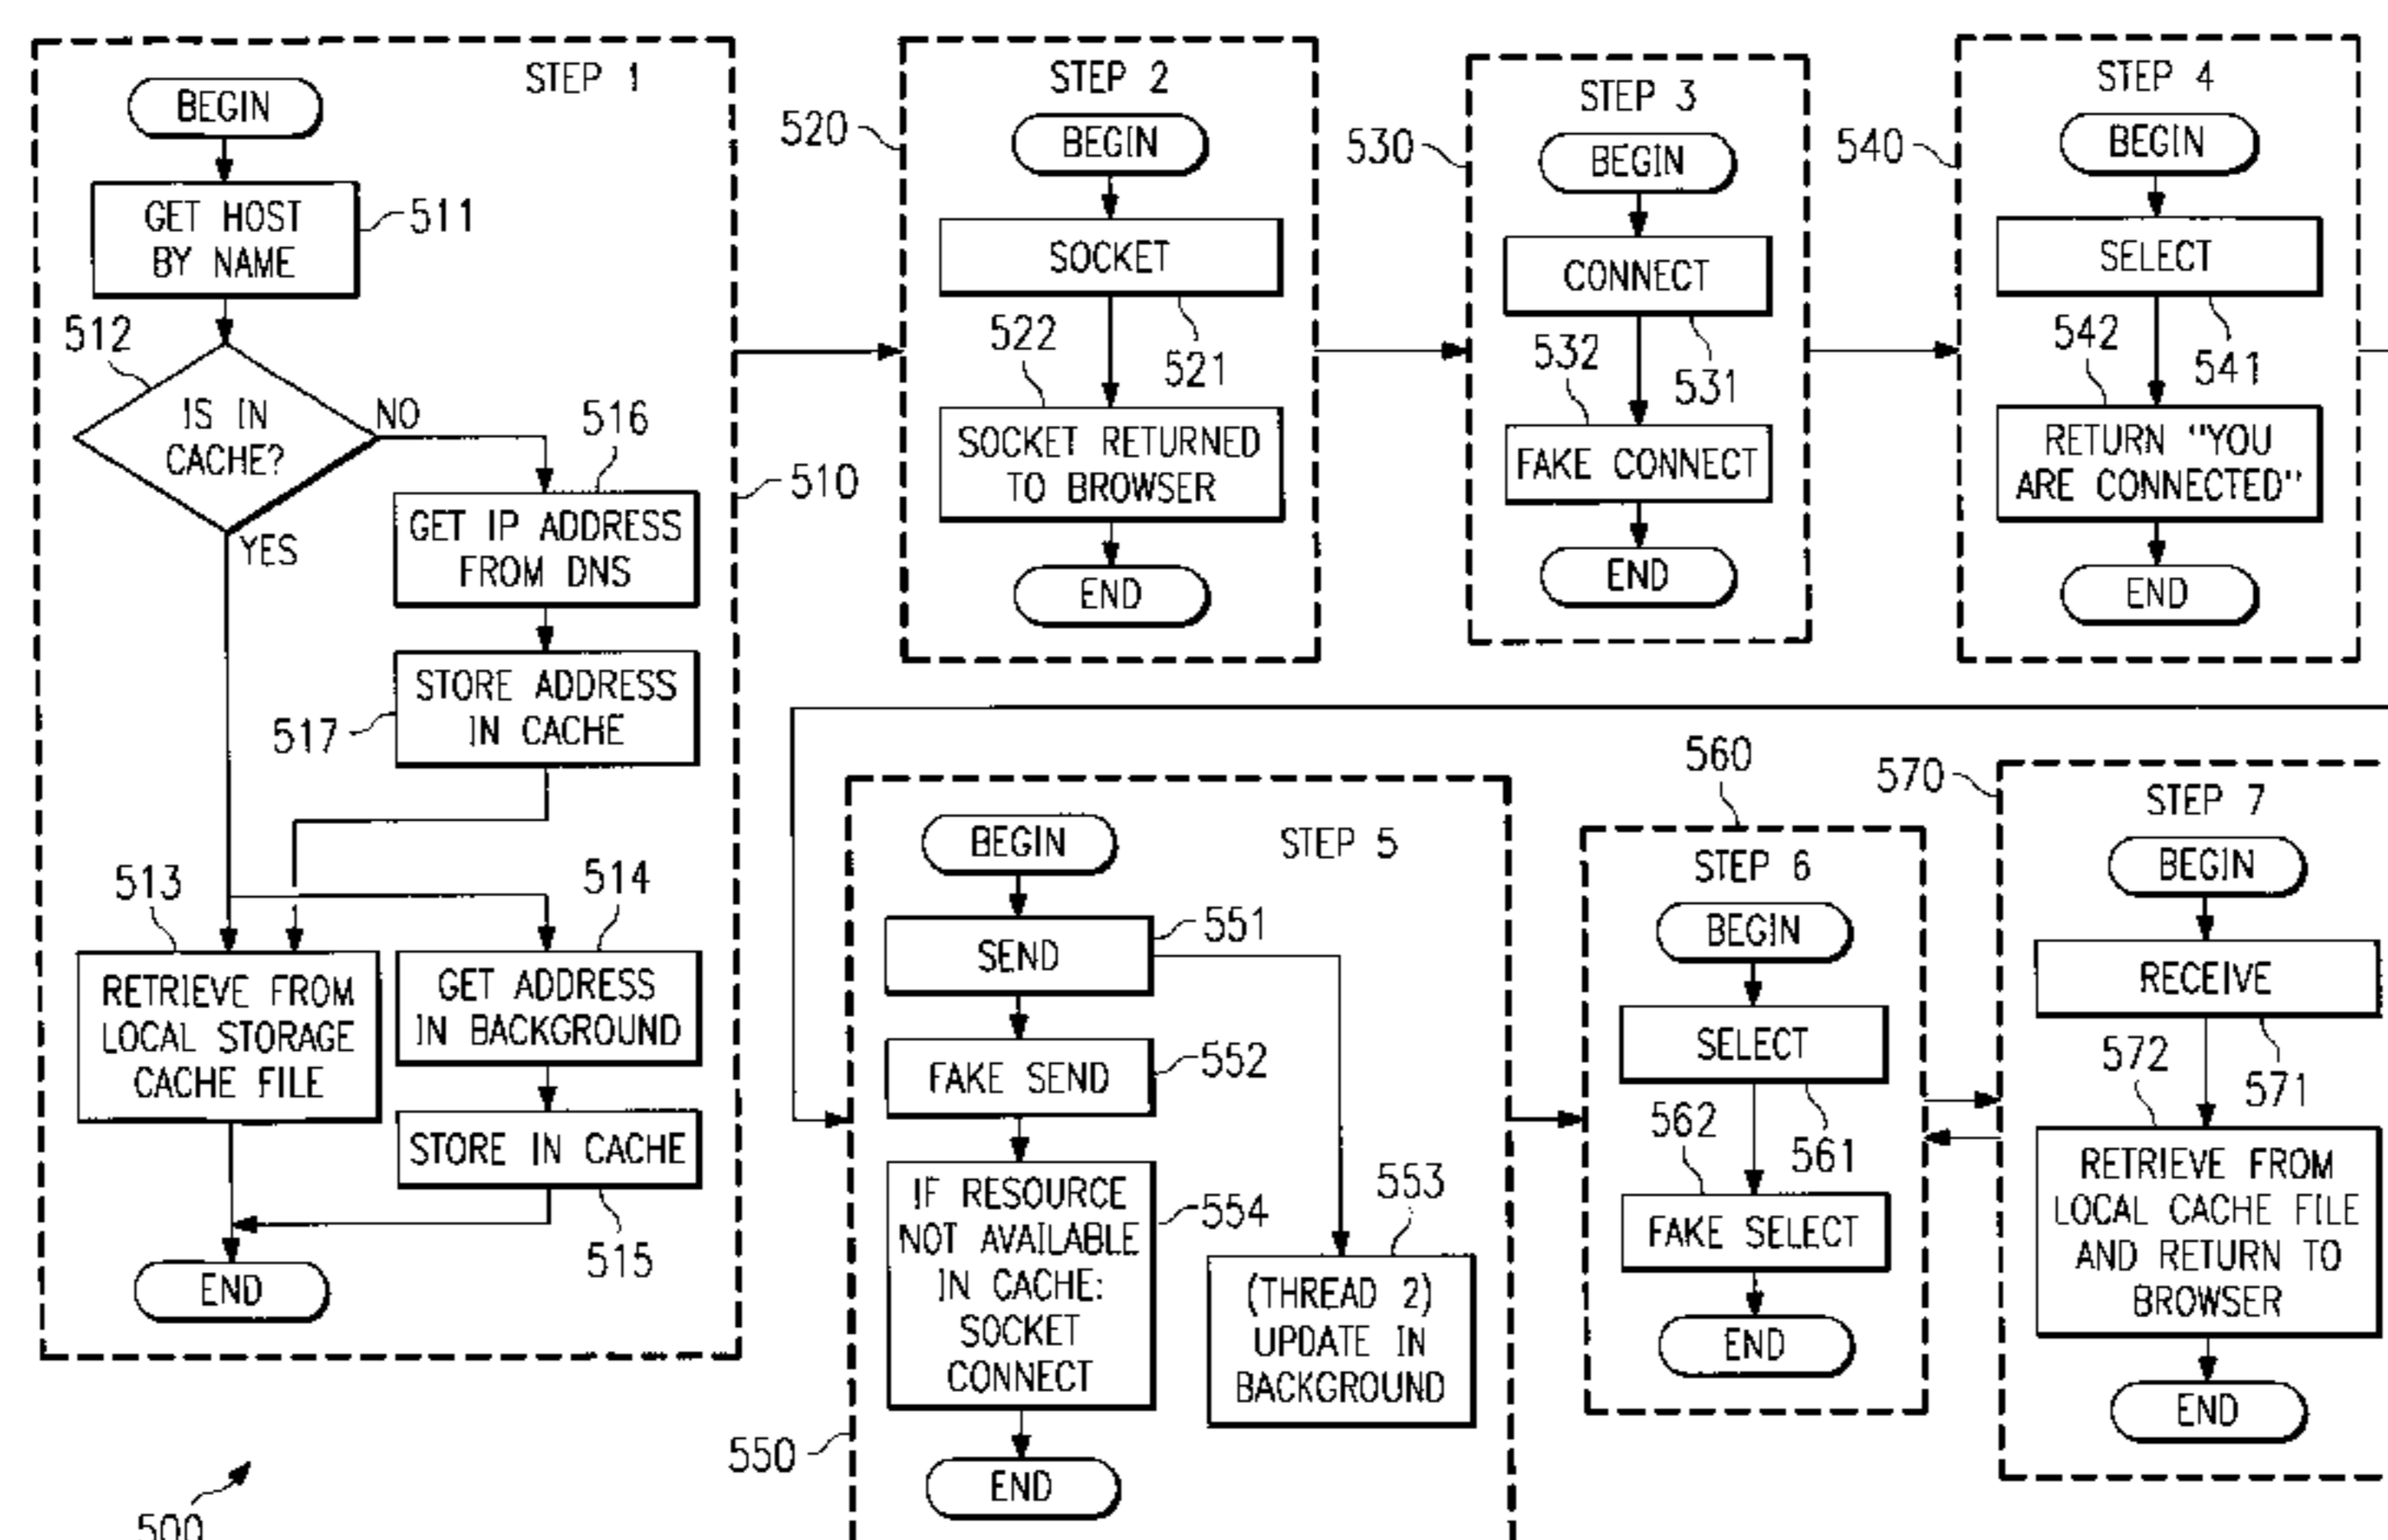 STEP 1
BEGIN
GET HOST
BY NAME
511
512
IS IN
CACHE?
NO
YES
516
510
GET IP ADDRESS
FROM DNS
STORE ADDRESS
IN CACHE
517
513
514
RETRIEVE FROM
LOCAL STORAGE
CACHE FILE
GET ADDRESS
IN BACKGROUND
STORE IN CACHE
515
END
500
STEP 2
520
BEGIN
SOCKET
522
521
SOCKET RETURNED
TO BROWSER
END
STEP 3
530
BEGIN
CONNECT
532
531
FAKE CONNECT
END
STEP 4
540
BEGIN
SELECT
542
541
RETURN "YOU
ARE CONNECTED"
END
STEP 5
BEGIN
SEND
551
FAKE SEND
552
IF RESOURCE
NOT AVAILABLE
IN CACHE:
SOCKET
CONNECT
554
553
(THREAD 2)
UPDATE IN
BACKGROUND
550
END
560
STEP 6
BEGIN
SELECT
562
561
FAKE SELECT
END
570
STEP 7
BEGIN
RECEIVE
572
571
RETRIEVE FROM
LOCAL CACHE FILE
AND RETURN TO
BROWSER
END